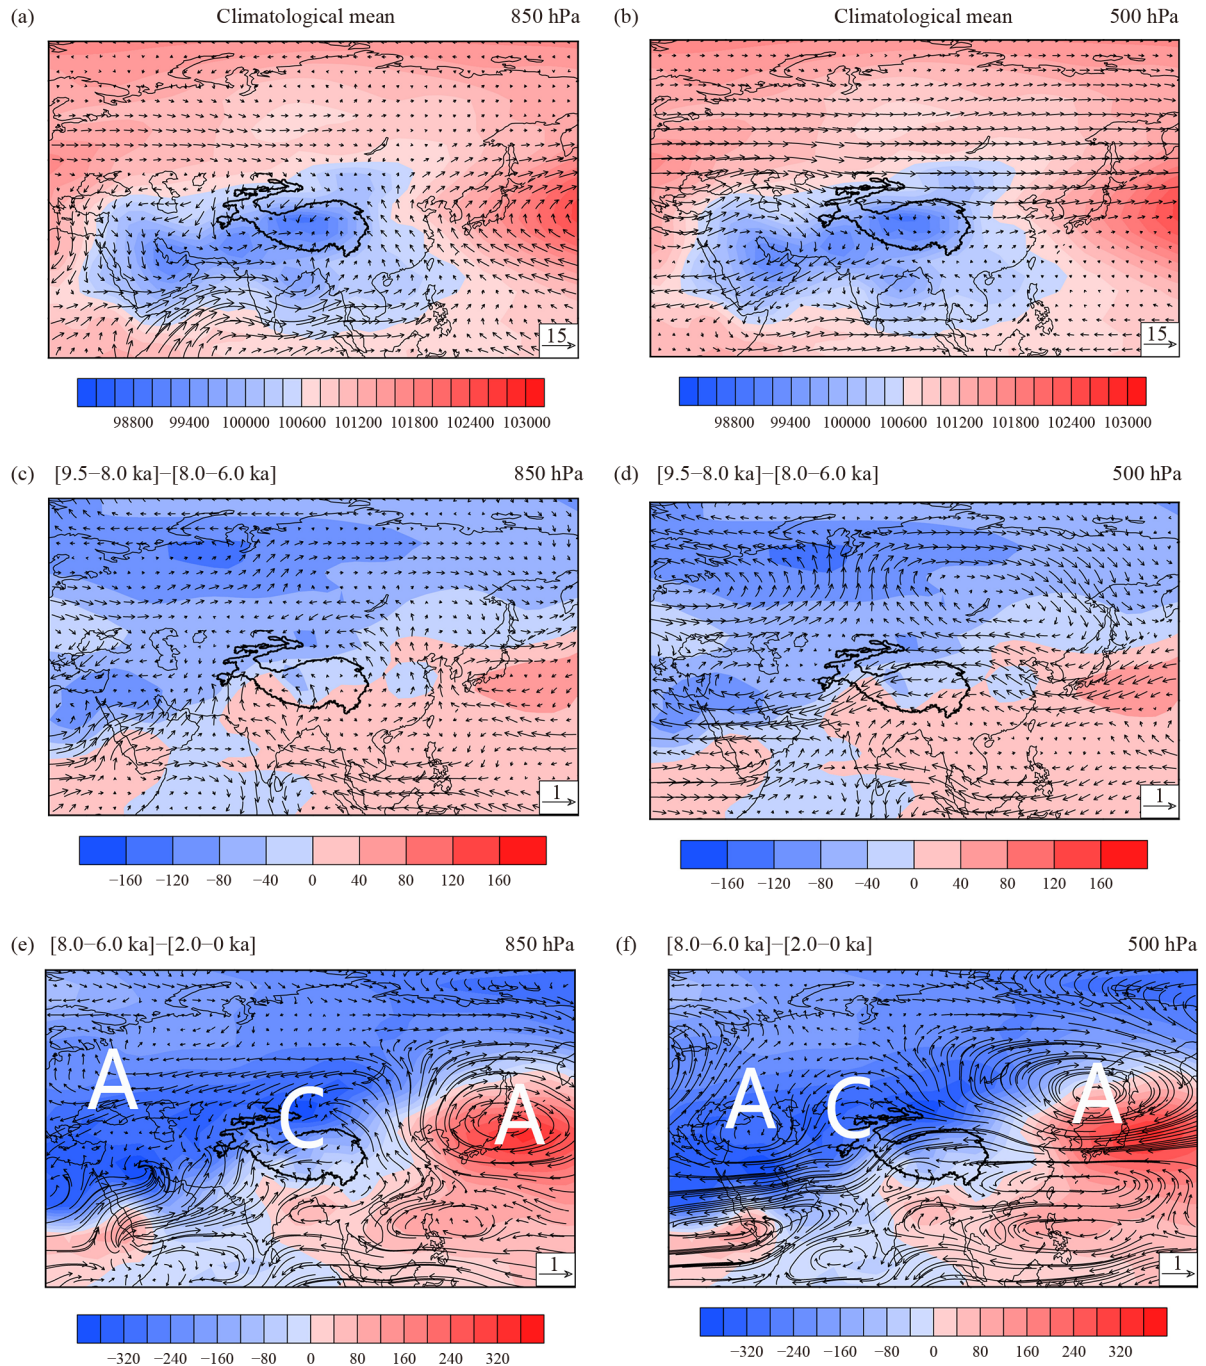 (a) Climatological mean 850 hPa
(b) Climatological mean 500 hPa
15
15
98800 99400 100000 100600 101200 101800 102400 103000
98800 99400 100000 100600 101200 101800 102400 103000
(c) [9.5−8.0 ka]−[8.0−6.0 ka] 850 hPa
(d) [9.5−8.0 ka]−[8.0−6.0 ka] 500 hPa
1
1
−160 −120 −80 −40 0 40 80 120 160
−160 −120 −80 −40 0 40 80 120 160
(e) [8.0−6.0 ka]−[2.0−0 ka] 850 hPa
(f) [8.0−6.0 ka]−[2.0−0 ka] 500 hPa
A C A
A C A
1
1
−320 −240 −160 −80 0 80 160 240 320
−320 −240 −160 −80 0 80 160 240 320